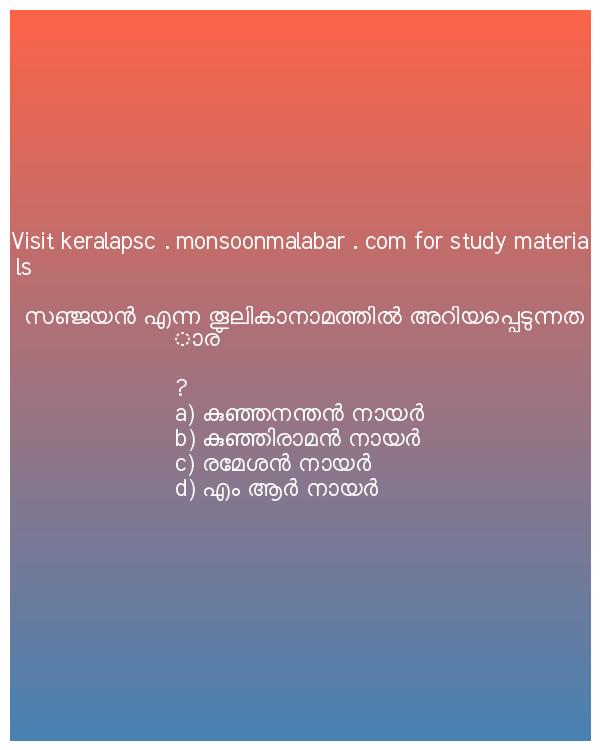 Visit keralapsc . monsoonmalabar . com for study materia
ls
സഞ്ജയൻ എന്ന തൂലികാനാമത്തിൽ അറിയപ്പെടുന്നത
ാര്
?
a) കുഞ്ഞനന്തൻ നായർ
b) കുഞ്ഞിരാമൻ നായർ
c) രമേശൻ നായർ
d) എം ആർ നായർ